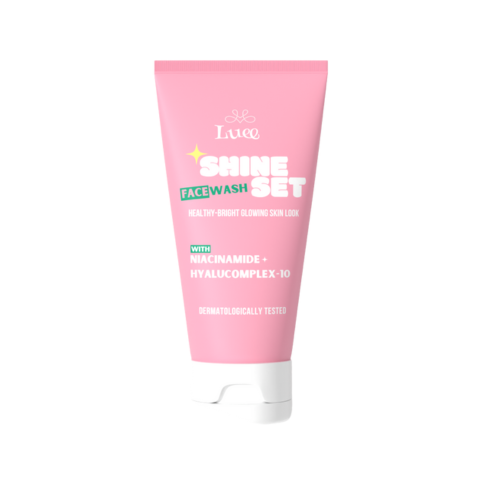 Luee
SHINE
FACE WASH SET
HEALTHY-BRIGHT GLOWING SKIN LOOK
WITH
NIACINAMIDE +
HYALUCOMPLEX-10
DERMATOLOGICALLY TESTED